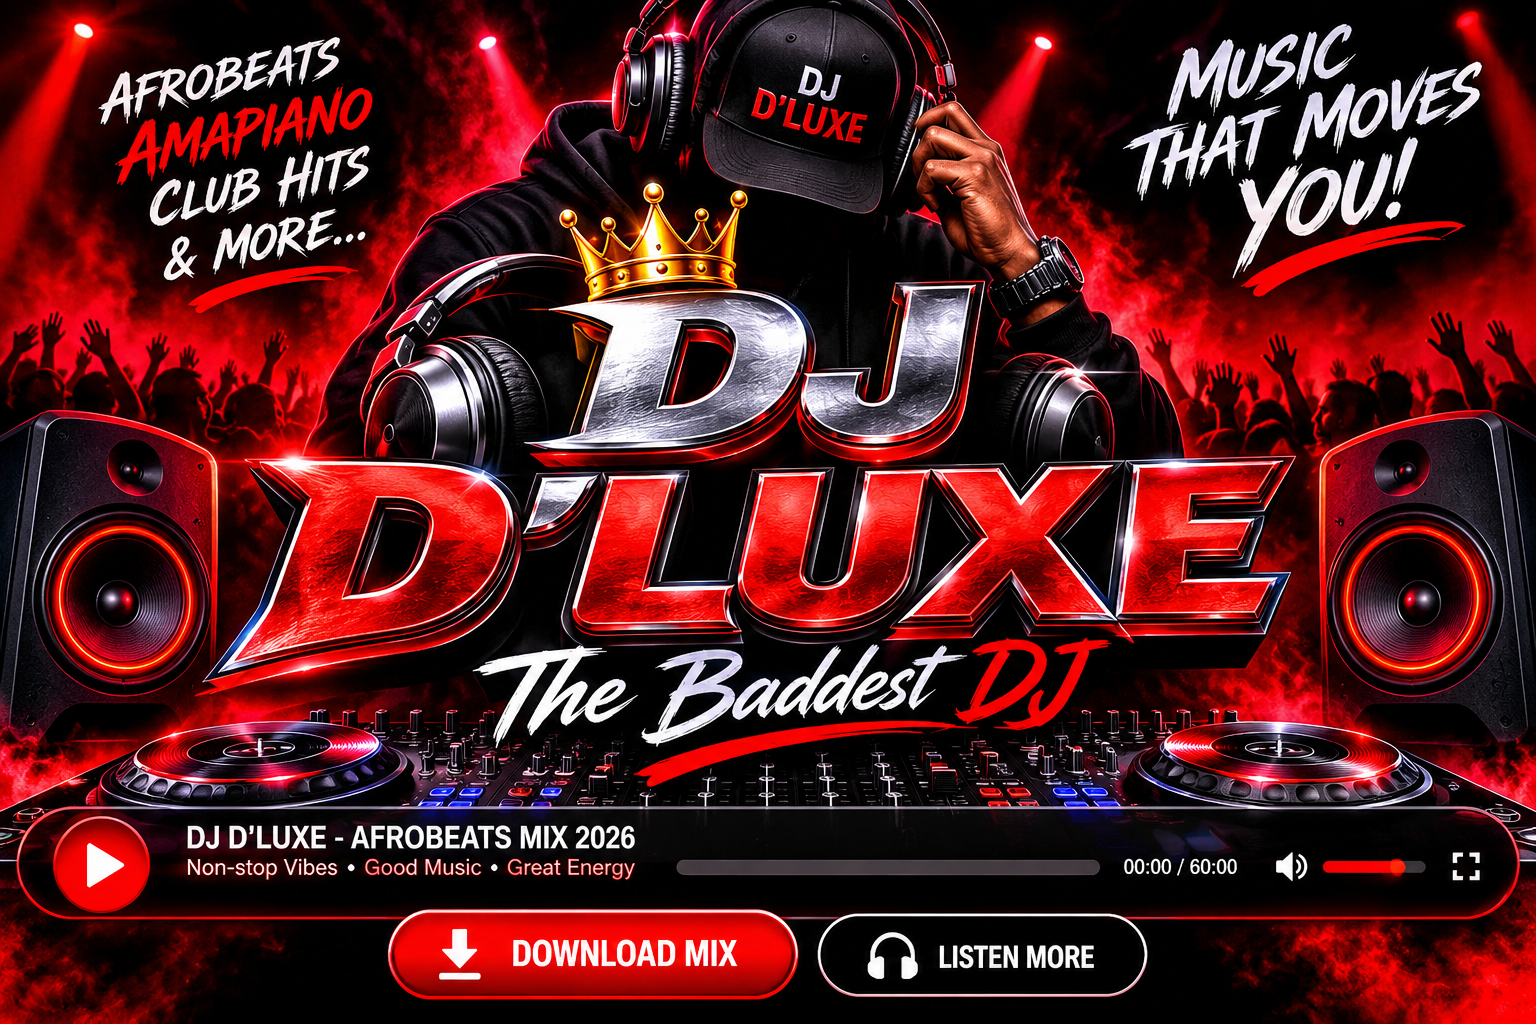 AFROBEATS
AMAPIANO
CLUB HITS
& MORE...
DJ
D'LUXE
MUSIC
THAT MOVES
YOU!
DJ
D'LUXE
The Baddest DJ
DJ D'LUXE - AFROBEATS MIX 2026
Non-stop Vibes • Good Music • Great Energy
00:00 / 60:00
DOWNLOAD MIX
LISTEN MORE